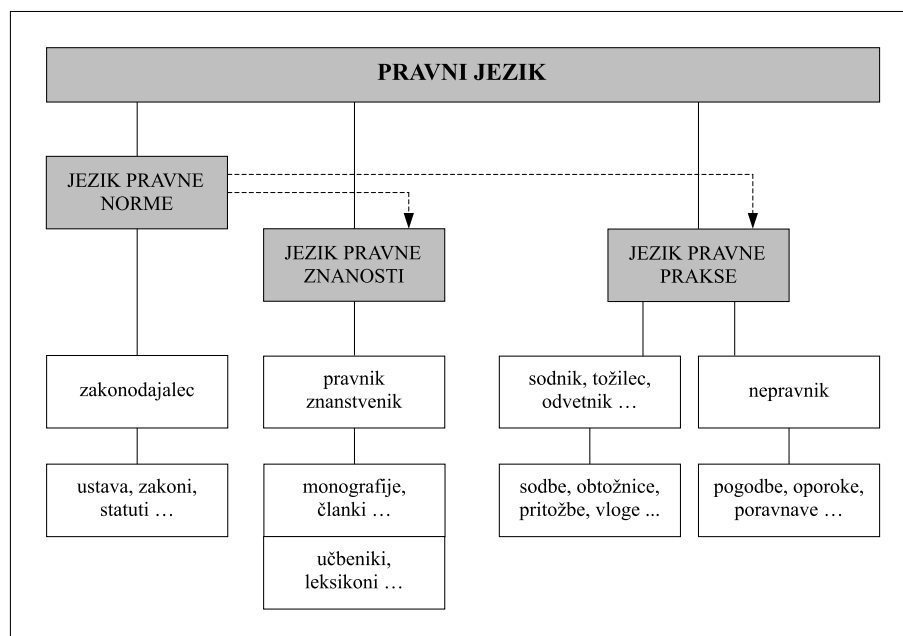 PRAVNI JEZIK
JEZIK PRAVNE
NORME
JEZIK PRAVNE
ZNANOSTI
JEZIK PRAVNE
PRAKSE
zakonodajalec
pravnik
znanstvenik
sodnik, tožilec,
odvetnik …
nepravnik
ustava, zakoni,
statuti …
monografije,
članki …
sodbe, obtožnice,
pritožbe, vloge ...
pogodbe, oporoke,
poravnave …
učbeniki,
leksikoni …